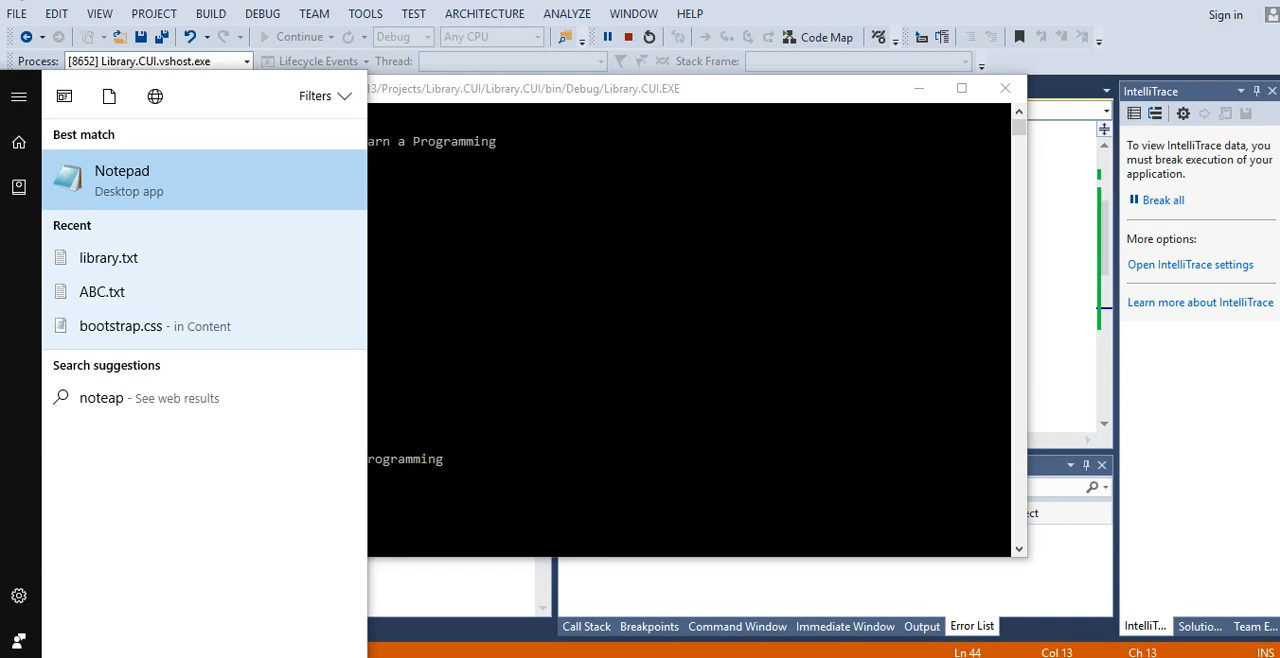 FILE EDIT VIEW PROJECT BUILD DEBUG TEAM TOOLS TEST ARCHITECTURE ANALYZE WINDOW HELP Sign in
Continue Debug Any CPU Code Map
Process: [8652] Library.CUI.vshost.exe Lifecycle Events Thread: Stack Frame:
13/Projects/Library.CUI/Library.CUI/bin/Debug/Library.CUI.EXE
Filters
Best match
Notepad
Desktop app
Recent
library.txt
ABC.txt
bootstrap.css - in Content
Search suggestions
noteap - See web results
arn a Programming
rogramming
IntelliTrace
To view IntelliTrace data, you
must break execution of your
application.
Break all
More options:
Open IntelliTrace settings
Learn more about IntelliTrace
ect
Call Stack Breakpoints Command Window Immediate Window Output Error List
IntelliT... Solutio... Team E...
Ln 44 Col 13 Ch 13 INS